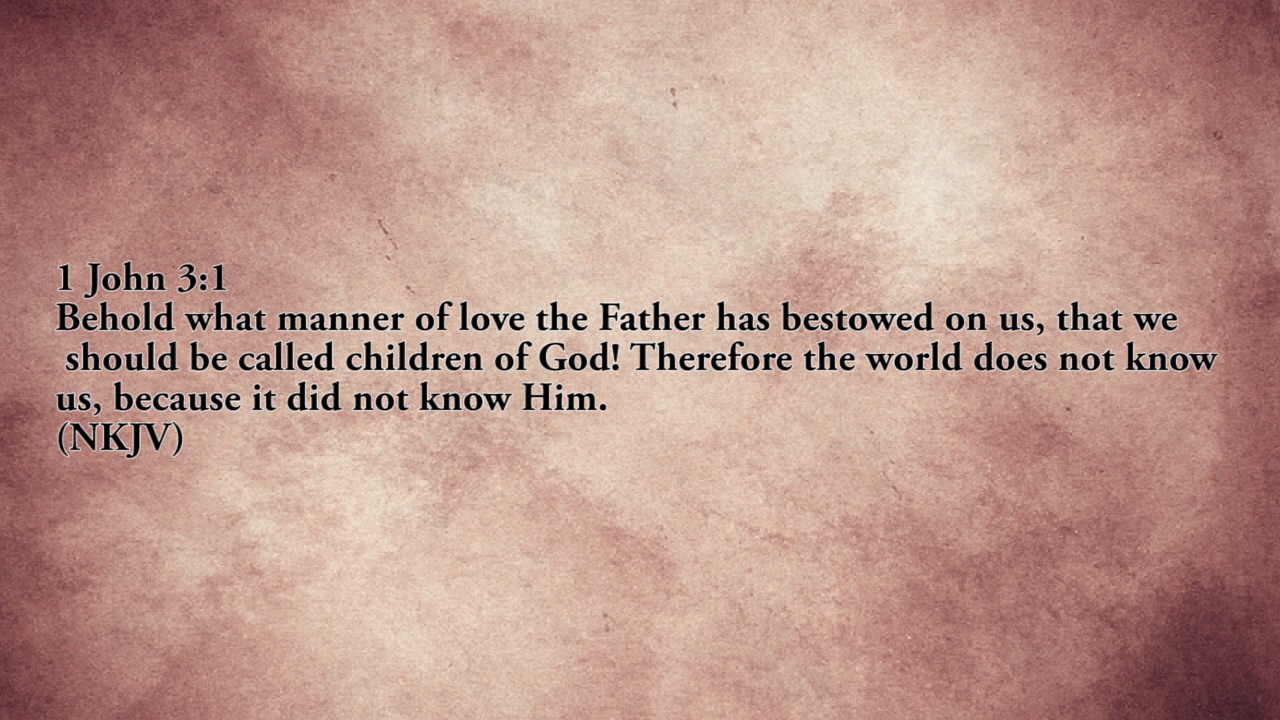 1 John 3:1
Behold what manner of love the Father has bestowed on us, that we
should be called children of God! Therefore the world does not know
us, because it did not know Him.
(NKJV)